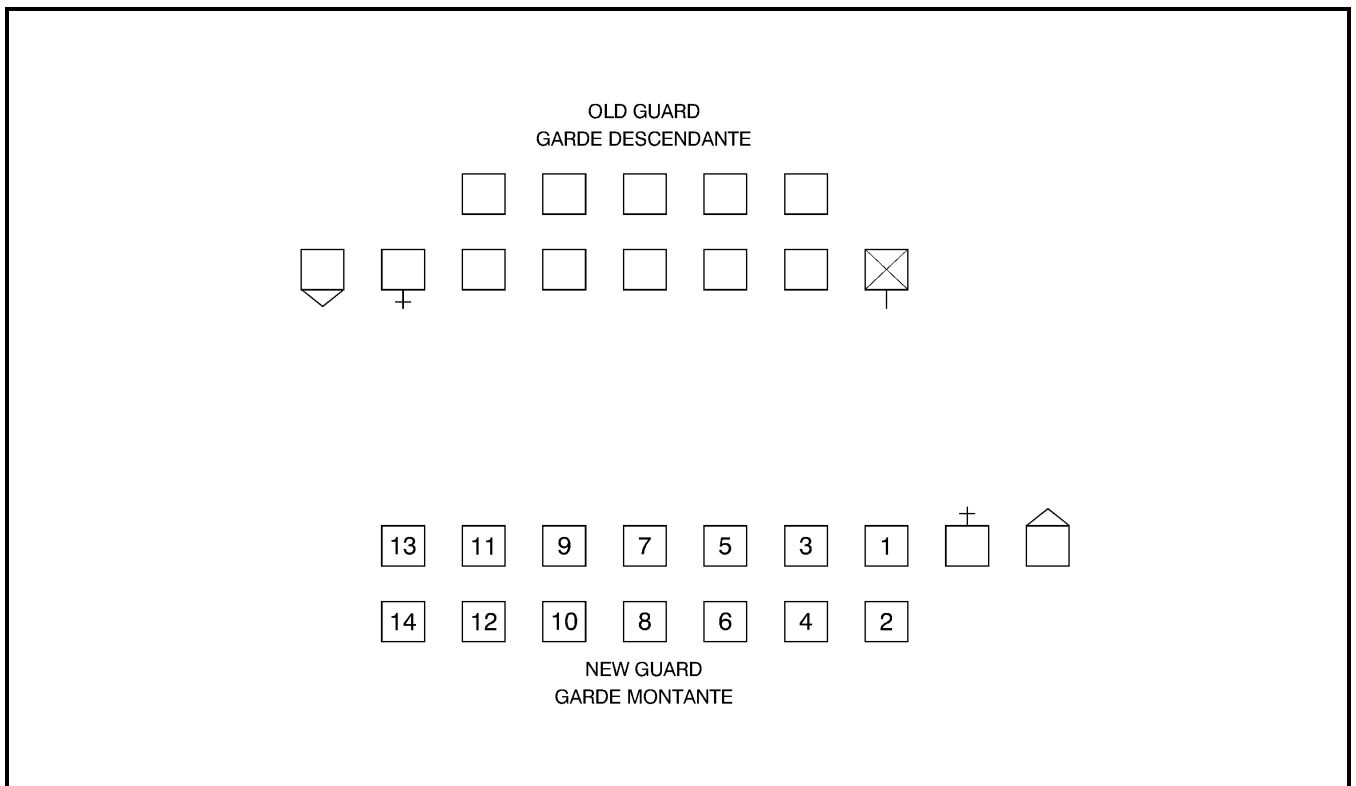 OLD GUARD
GARDE DESCENDANTE
13 11 9 7 5 3 1
14 12 10 8 6 4 2
NEW GUARD
GARDE MONTANTE